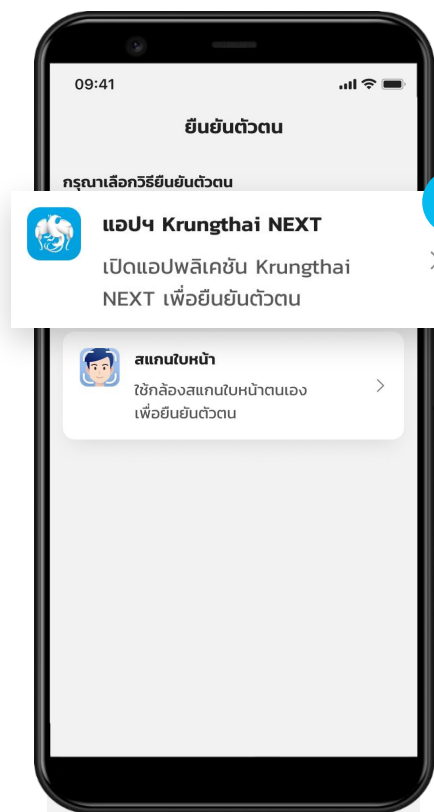 09:41
ยืนยันตัวตน
กรุณาเลือกวิธียืนยันตัวตน
แอปฯ Krungthai NEXT
เปิดแอปพลิเคชัน Krungthai
NEXT เพื่อยืนยันตัวตน
สแกนใบหน้า
ใช้กล้องสแกนใบหน้าตนเอง
เพื่อยืนยันตัวตน